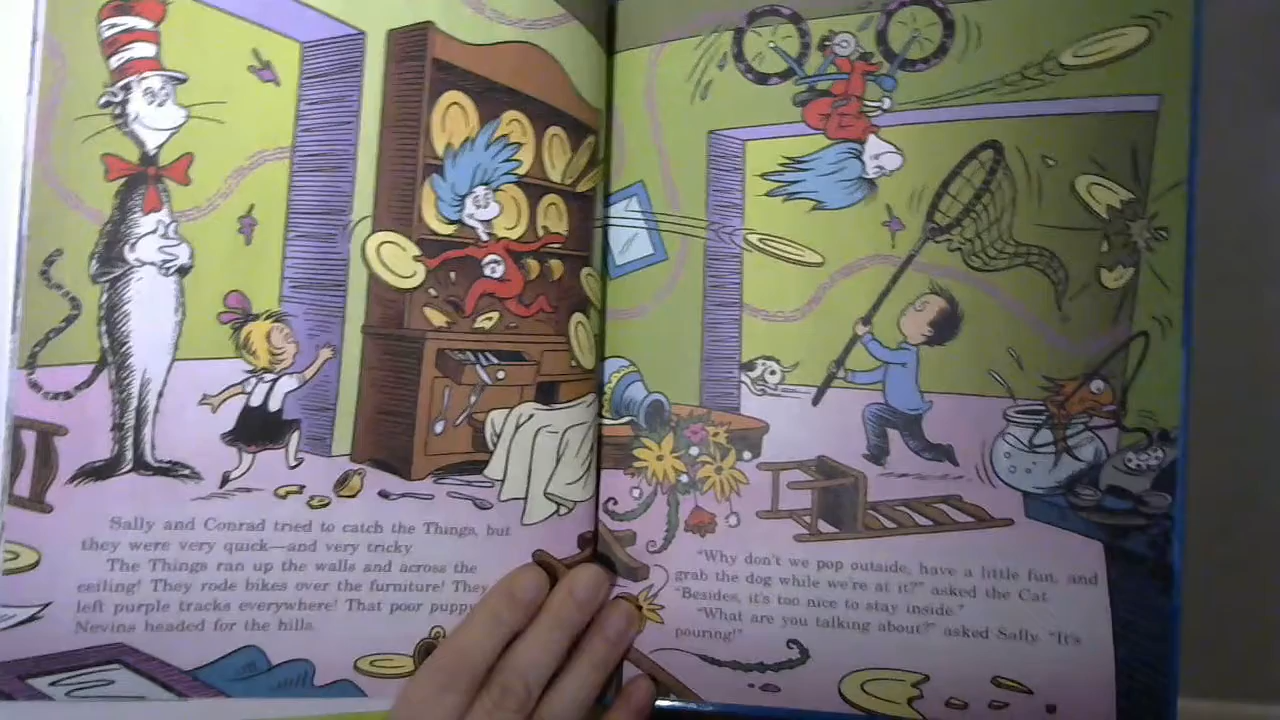 Sally and Conrad tried to catch the Things, but
they were very quick—and very tricky.
The Things ran up the walls and across the
ceiling! They rode bikes over the furniture! They
left purple tracks everywhere! That poor puppy
Nevins headed for the hills.
"Why don't we pop outside, have a little fun, and
grab the dog while we're at it?" asked the Cat.
"Besides, it's too nice to stay inside."
"What are you talking about?" asked Sally. "It's
pouring!"